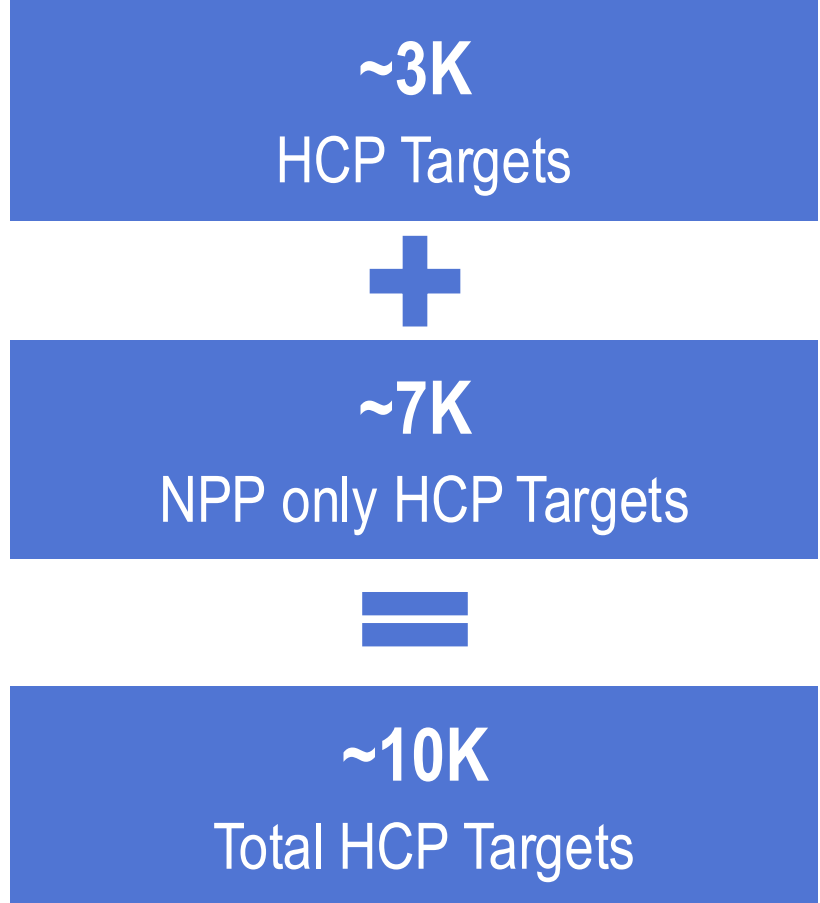 ~3K
HCP Targets
+
~7K
NPP only HCP Targets
=
~10K
Total HCP Targets